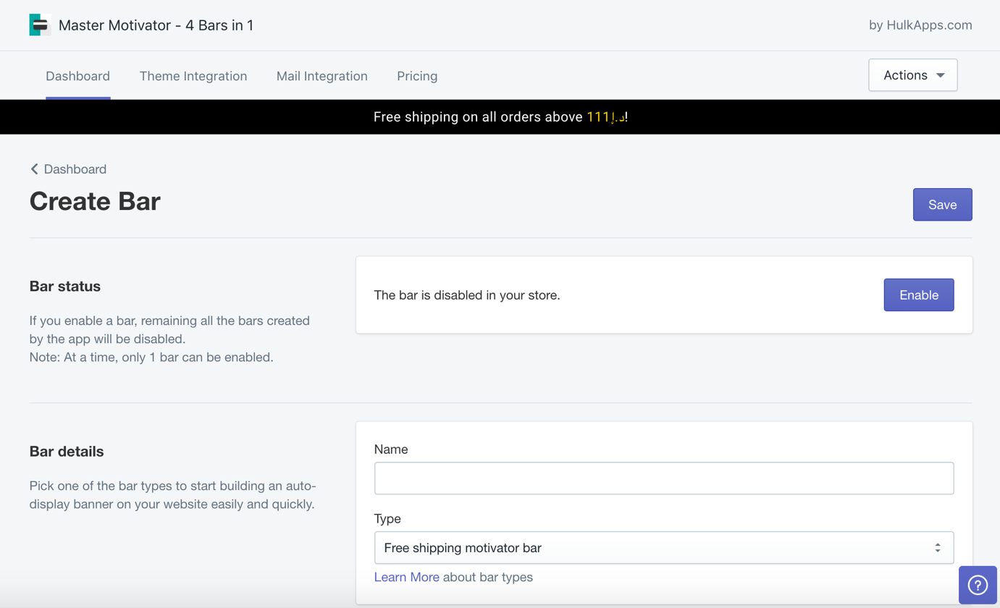 Master Motivator - 4 Bars in 1
by HulkApps.com
Dashboard
Theme Integration
Mail Integration
Pricing
Actions
Free shipping on all orders above 111د.إ!
Dashboard
Create Bar
Save
Bar status
If you enable a bar, remaining all the bars created
by the app will be disabled.
Note: At a time, only 1 bar can be enabled.
The bar is disabled in your store.
Enable
Bar details
Pick one of the bar types to start building an auto-
display banner on your website easily and quickly.
Name
Type
Free shipping motivator bar
Learn More about bar types